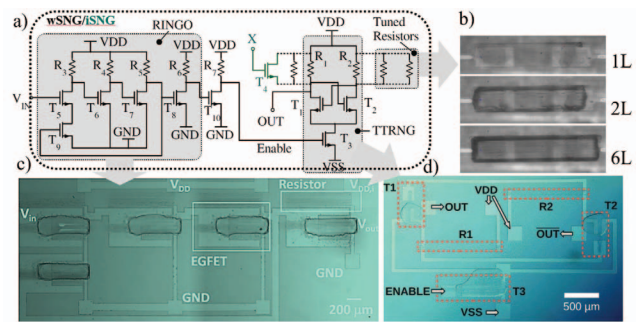 a)
wSNG/iSNG
RINGO
VDD
VDD
VDD
VDD
Tuned
Resistors
R3
R4
R5
R6
R7
X
R1
R2
T4
VIN
T5
T6
T7
T8
T10
T9
GND
GND
GND
OUT
T1
T2
T3
Enable
TTRNG
VSS
b)
1L
2L
6L
c)
VDD
Resistor
Vin
EGFET
GND
GND
200 μm
d)
T1
VDD
OUT
R2
T2
R1
OUT
ENABLE
T3
VSS
500 μm